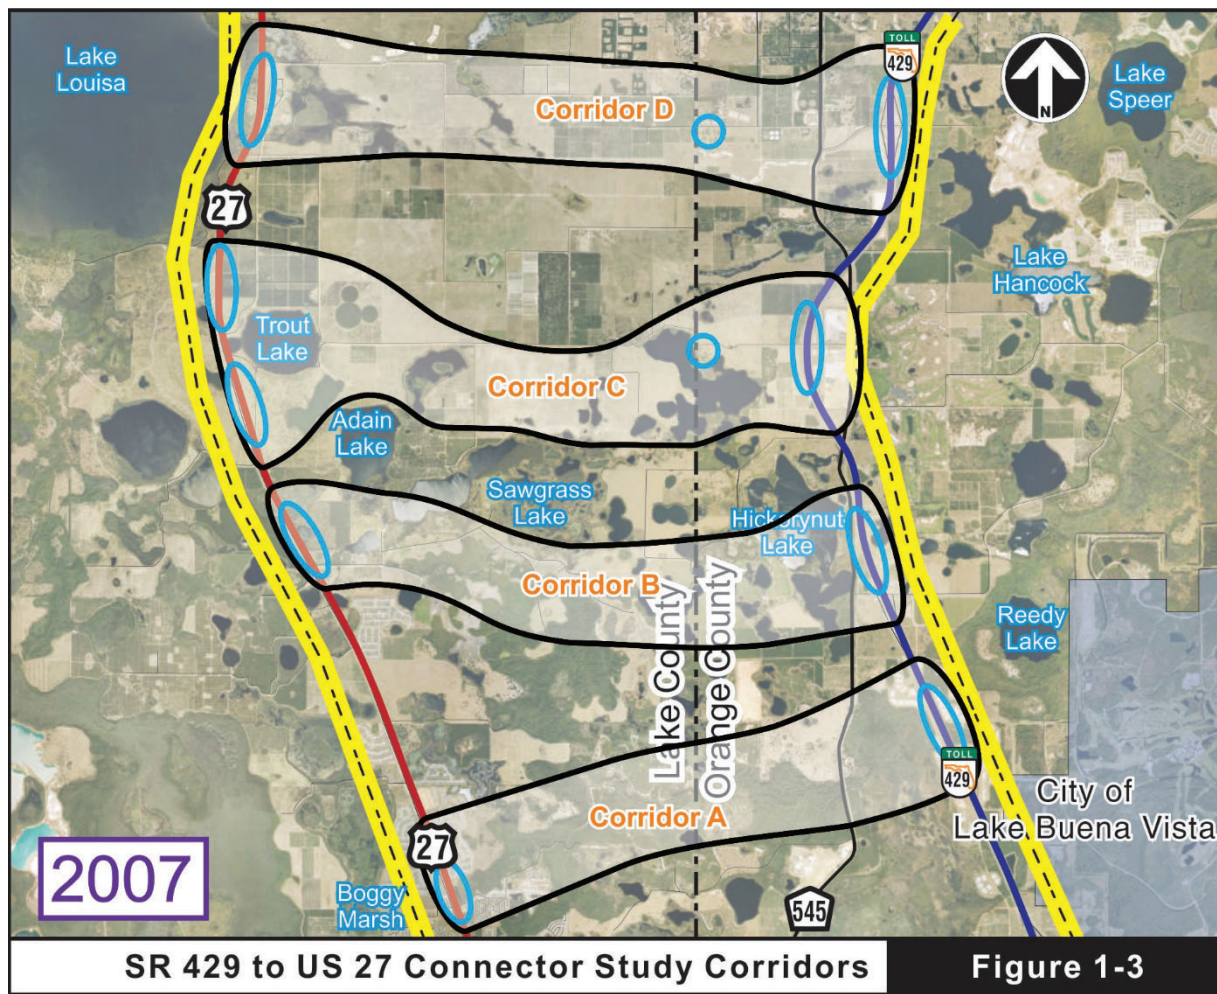 Lake
Louisa
TOLL
429
Lake
Speer
N
Corridor D
27
Lake
Hancock
Trout
Lake
Corridor C
Adain
Lake
Sawgrass
Lake
Hickorynut
Lake
Corridor B
Lake County
Orange County
Reedy
Lake
TOLL
429
City of
Lake Buena Vista
Corridor A
27
2007
Boggy
Marsh
545
SR 429 to US 27 Connector Study Corridors
Figure 1-3